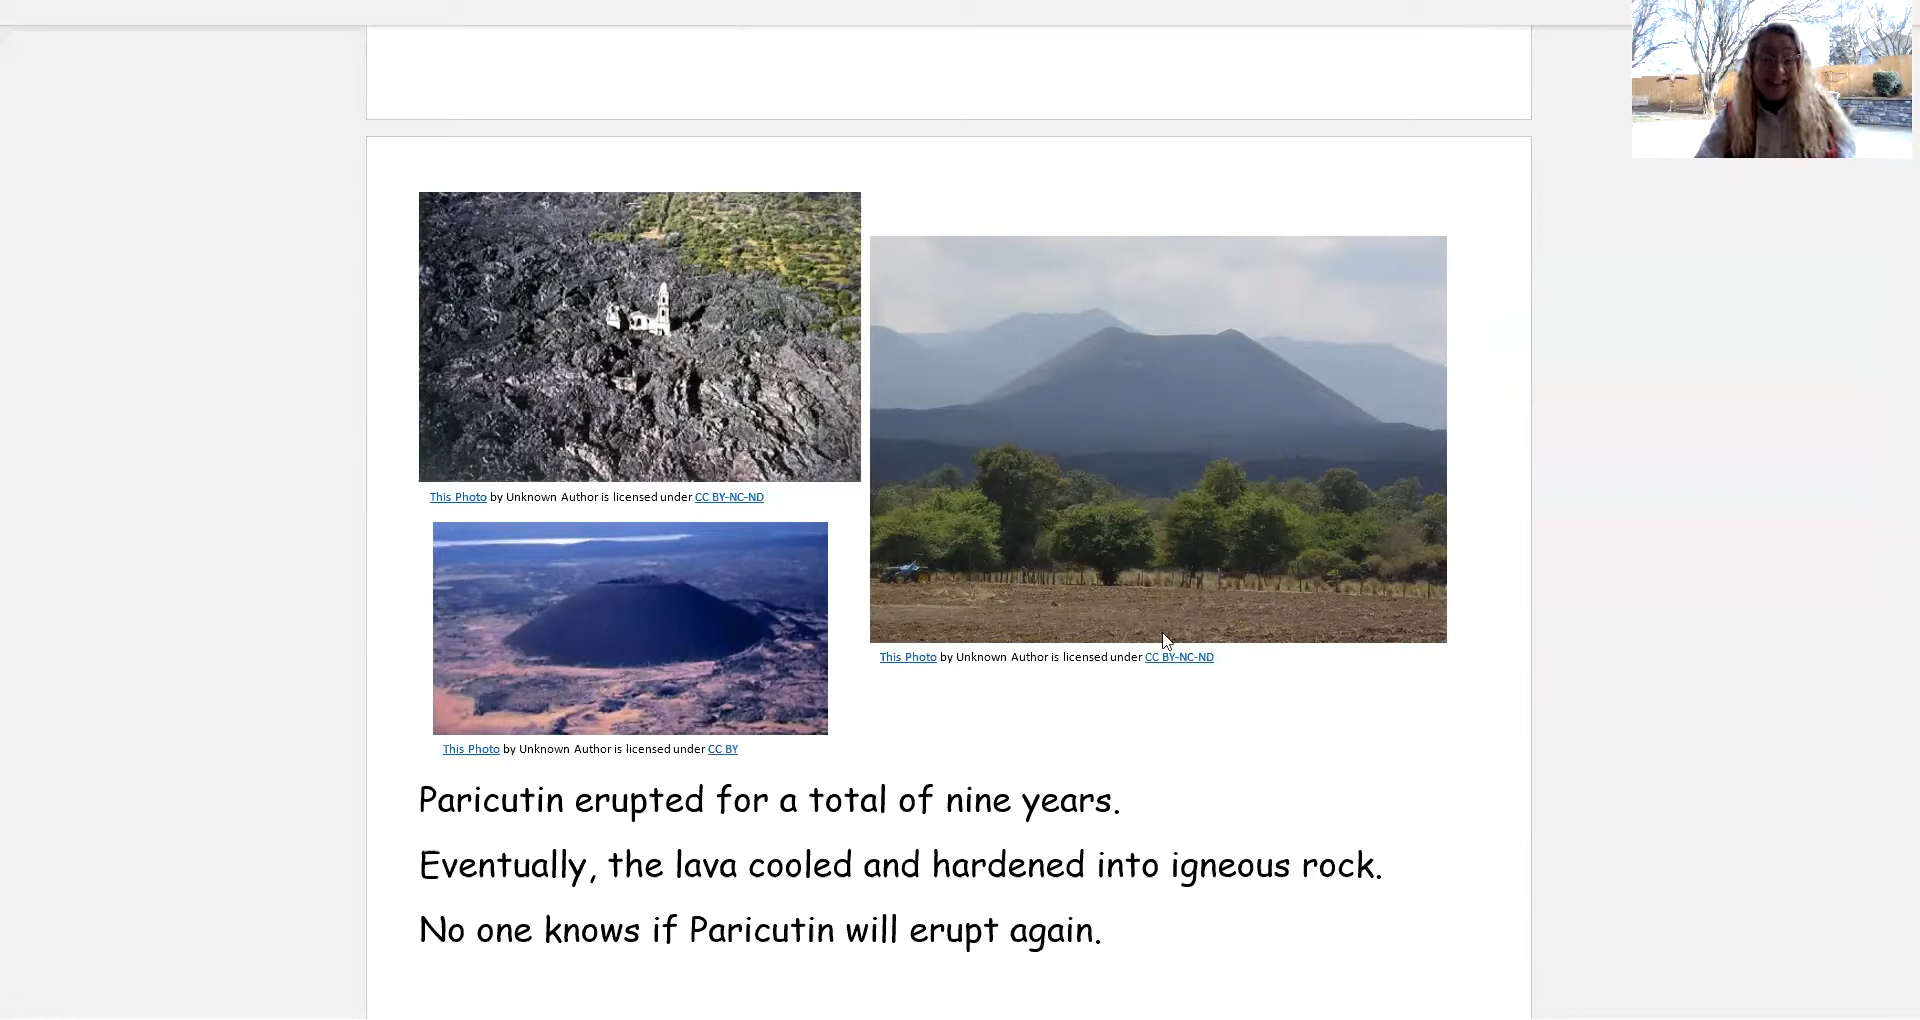 This Photo by Unknown Author is licensed under CC BY-NC-ND
This Photo by Unknown Author is licensed under CC BY-NC-ND
This Photo by Unknown Author is licensed under CC BY
Paricutin erupted for a total of nine years.
Eventually, the lava cooled and hardened into igneous rock.
No one knows if Paricutin will erupt again.